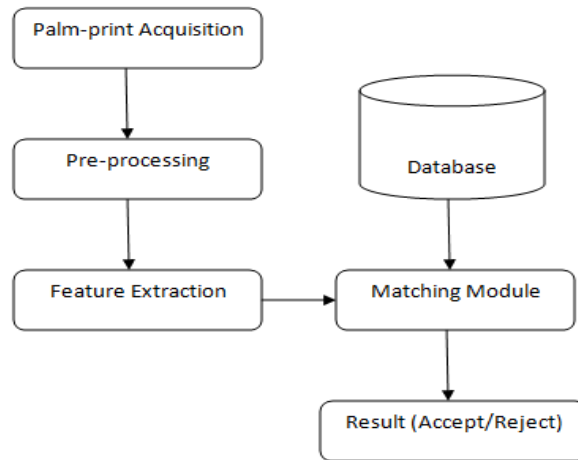 Palm-print Acquisition
Pre-processing
Database
Feature Extraction
Matching Module
Result (Accept/Reject)